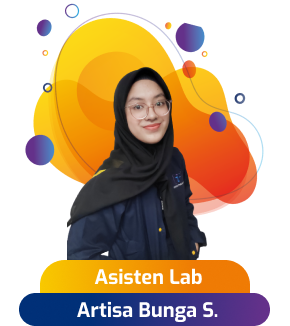 Asisten Lab
Artisa Bunga S.